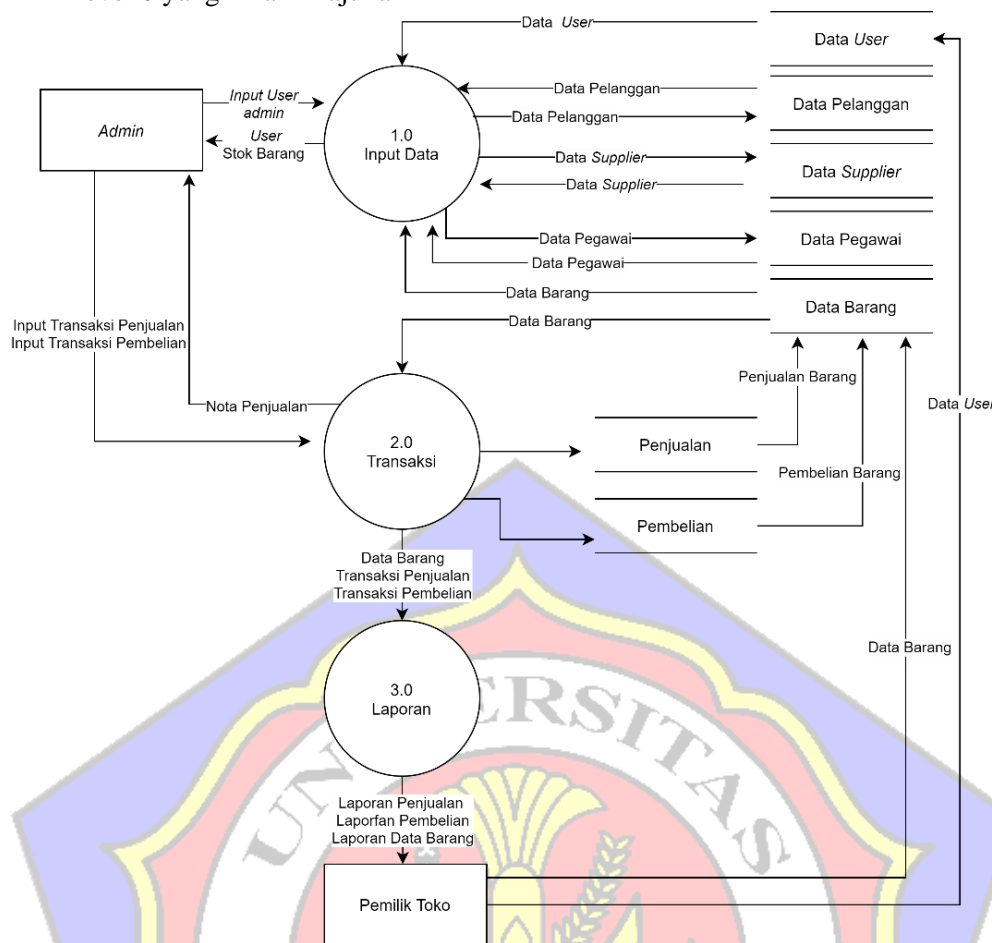 Data User
Data User
Data Pelanggan
Data Pelanggan
Data Pelanggan
Input User
admin
Admin
User
Stok Barang
1.0
Input Data
Data Supplier
Data Supplier
Data Supplier
Data Pegawai
Data Pegawai
Data Pegawai
Data Barang
Data Barang
Data Barang
Input Transaksi Penjualan
Input Transaksi Pembelian
Penjualan Barang
Nota Penjualan
Data User
2.0
Transaksi
Penjualan
Pembelian Barang
Pembelian
Data Barang
Transaksi Penjualan
Transaksi Pembelian
Data Barang
3.0
Laporan
UNIVERSITAS
Laporan Penjualan
Laporfan Pembelian
Laporan Data Barang
Pemilik Toko